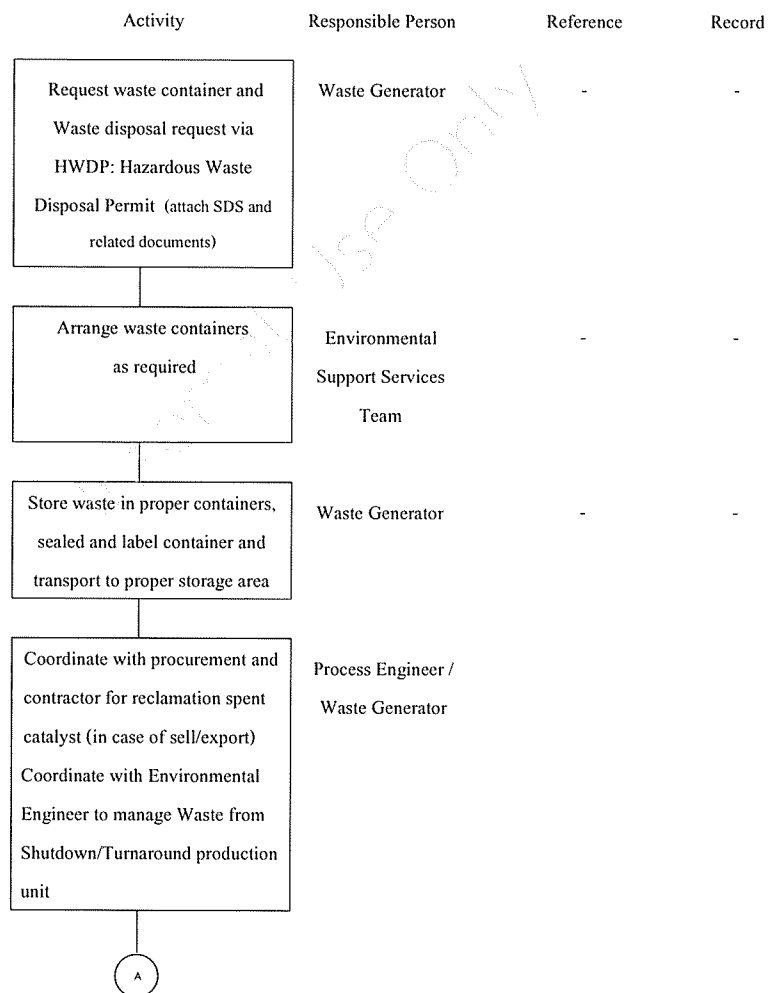 Activity Responsible Person Reference Record
Request waste container and Waste Generator - -
Waste disposal request via
HWDP: Hazardous Waste
Disposal Permit (attach SDS and
related documents)
Arrange waste containers
as required
Environmental - -
Support Services
Team
Store waste in proper containers, Waste Generator - -
sealed and label container and
transport to proper storage area
Coordinate with procurement and
contractor for reclamation spent
catalyst (in case of sell/export)
Coordinate with Environmental
Engineer to manage Waste from
Shutdown/Turnaround production
unit
Process Engineer /
Waste Generator
A
Use Only